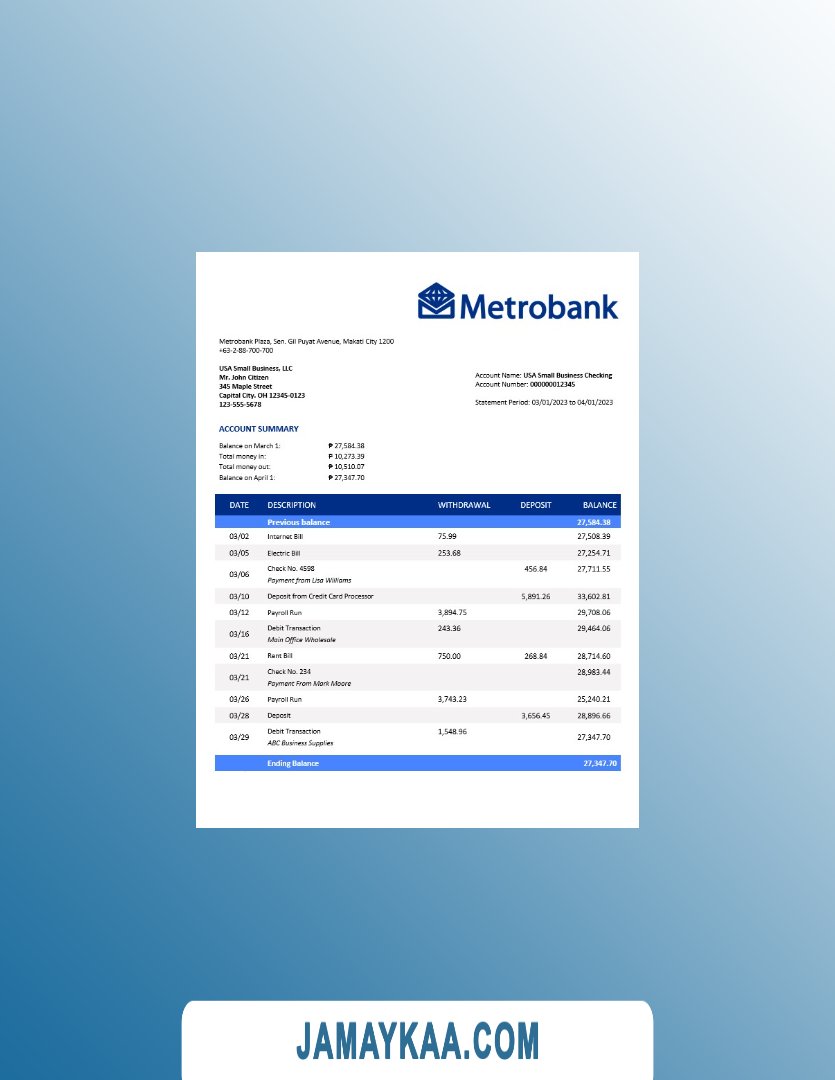 Metrobank
Metrobank Plaza, Sen. Gil Puyat Avenue, Makati City 1200
+63-2-88-700-700
USA Small Business, LLC
Mr. John Citizen
345 Maple Street
Capital City, OH 12345-0123
123-555-5678
Account Name: USA Small Business Checking
Account Number: 000000012345
Statement Period: 03/01/2023 to 04/01/2023
ACCOUNT SUMMARY
Balance on March 1: ₱ 27,584.38
Total money in: ₱ 10,273.39
Total money out: ₱ 10,510.07
Balance on April 1: ₱ 27,347.70
DATE DESCRIPTION WITHDRAWAL DEPOSIT BALANCE
Previous balance 27,584.38
03/02 Internet Bill 75.99 27,508.39
03/05 Electric Bill 253.68 27,254.71
03/06 Check No. 4598 456.84 27,711.55
Payment from Lisa Williams
03/10 Deposit from Credit Card Processor 5,891.26 33,602.81
03/12 Payroll Run 3,894.75 29,708.06
03/16 Debit Transaction 243.36 29,464.06
Main Office Wholesale
03/21 Rent Bill 750.00 268.84 28,714.60
03/21 Check No. 234 28,983.44
Payment From Mark Moore
03/26 Payroll Run 3,743.23 25,240.21
03/28 Deposit 3,656.45 28,896.66
03/29 Debit Transaction 1,548.96 27,347.70
ABC Business Supplies
Ending Balance 27,347.70
JAMAYKAA.COM